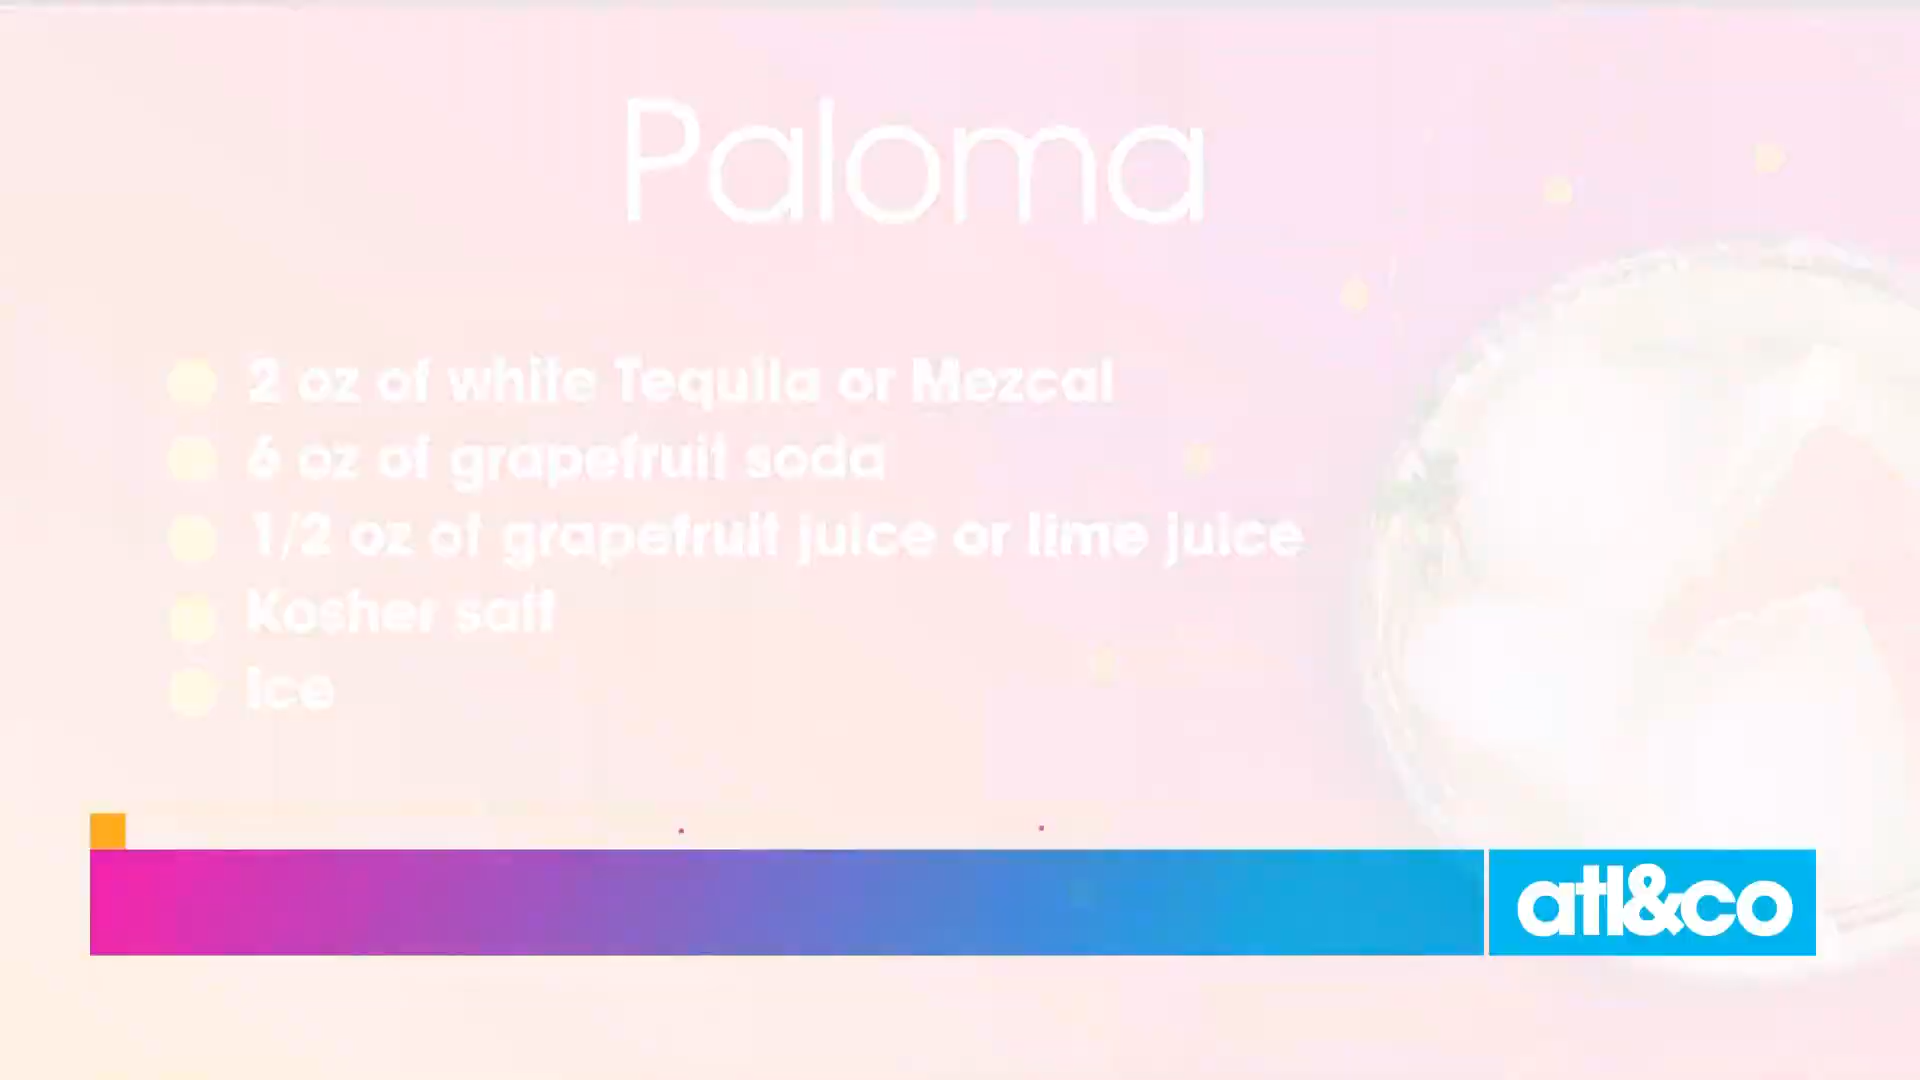 Paloma
2 oz of white Tequila or Mezcal
6 oz of grapefruit soda
1/2 oz of grapefruit juice or lime juice
Kosher salt
Ice
atl&co